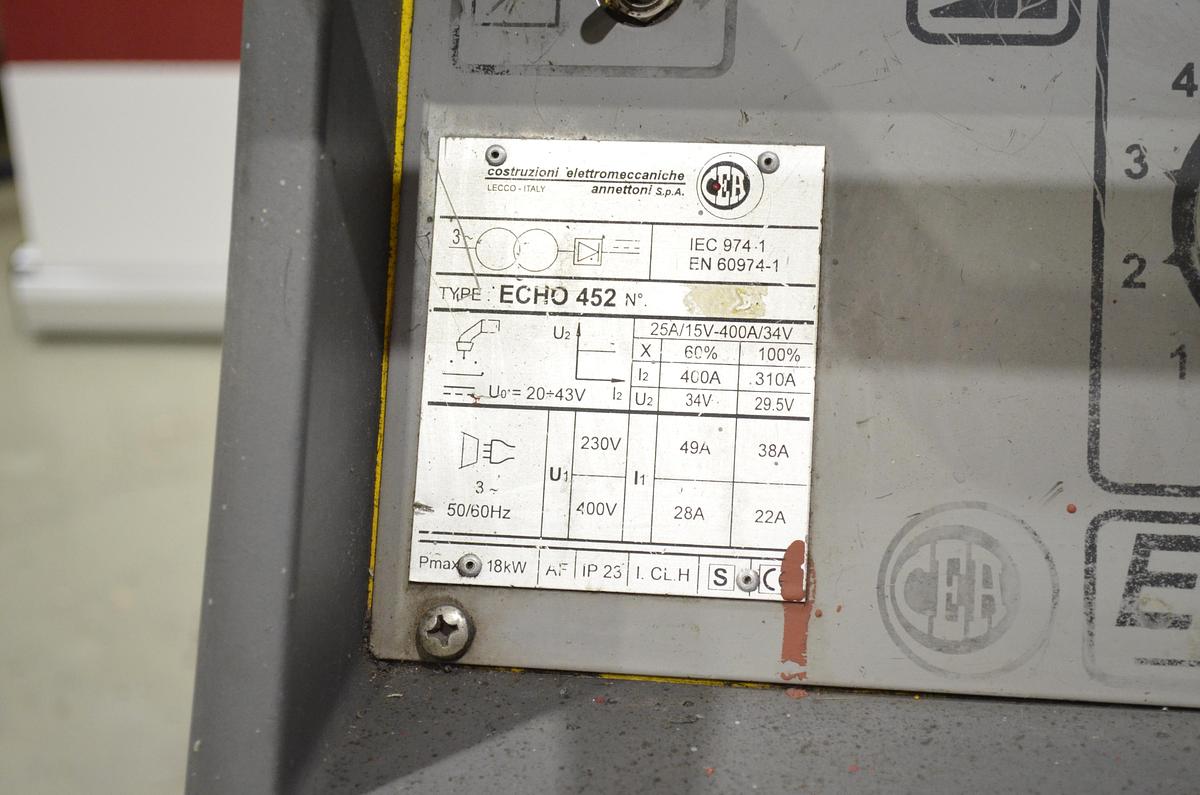 costruzioni elettromeccaniche
LECCO - ITALY annettoni S.p.A.
CEA
3~
IEC 974-1
EN 60974-1
TYPE : ECHO 452 N°.
U2
I2
U0 = 20÷43V
25A/15V-400A/34V
X 60% 100%
I2 400A 310A
U2 34V 29.5V
3 ~
50/60Hz
U1 230V I1 49A 38A
400V 28A 22A
Pmax 18kW AF IP 23 I. CL.H S CE
4
3
2
1
CEA
E